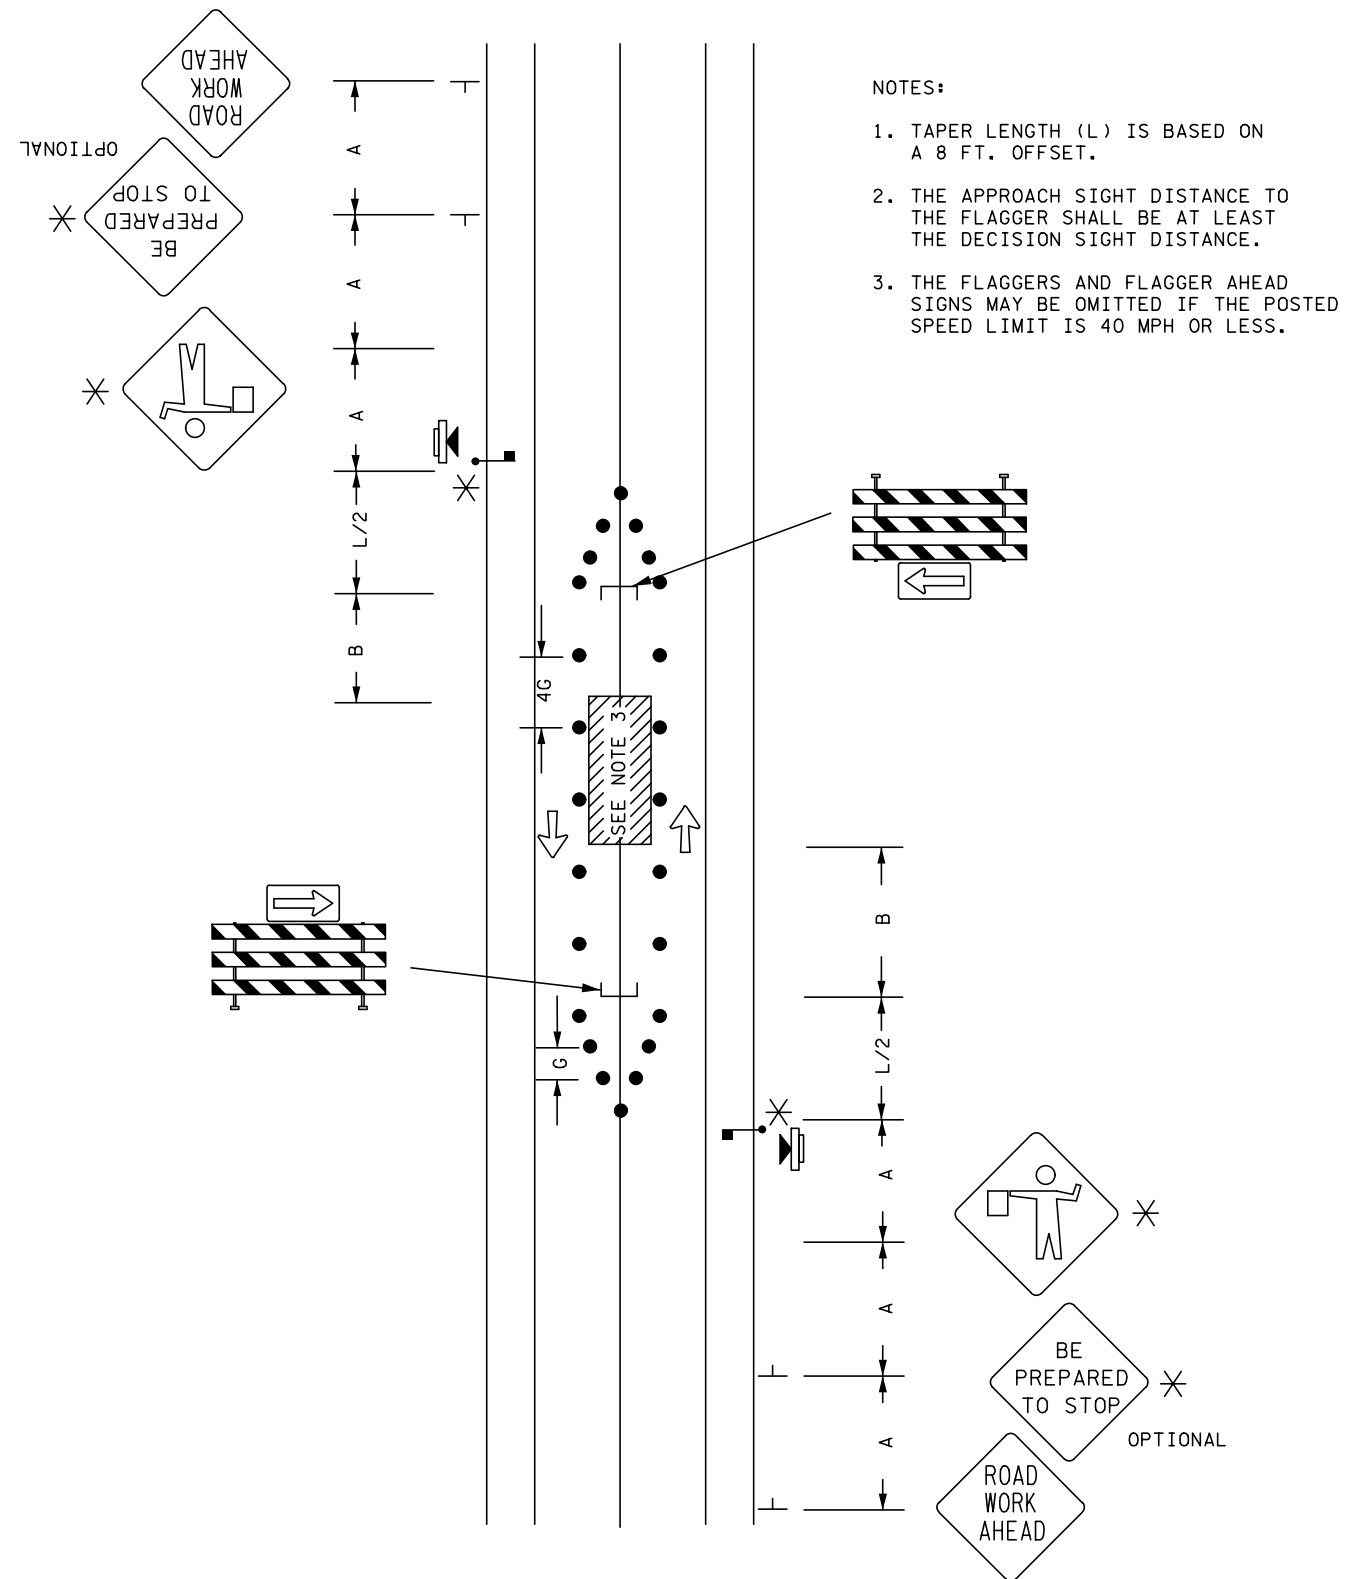 ROAD
WORK
AHEAD
OPTIONAL
BE
PREPARED
TO STOP
A
A
A
L/2
B
NOTES:
1. TAPER LENGTH (L) IS BASED ON
A 8 FT. OFFSET.
2. THE APPROACH SIGHT DISTANCE TO
THE FLAGGER SHALL BE AT LEAST
THE DECISION SIGHT DISTANCE.
3. THE FLAGGERS AND FLAGGER AHEAD
SIGNS MAY BE OMITTED IF THE POSTED
SPEED LIMIT IS 40 MPH OR LESS.
4G
SEE NOTE 3
G
B
L/2
A
A
A
BE
PREPARED
TO STOP
OPTIONAL
ROAD
WORK
AHEAD